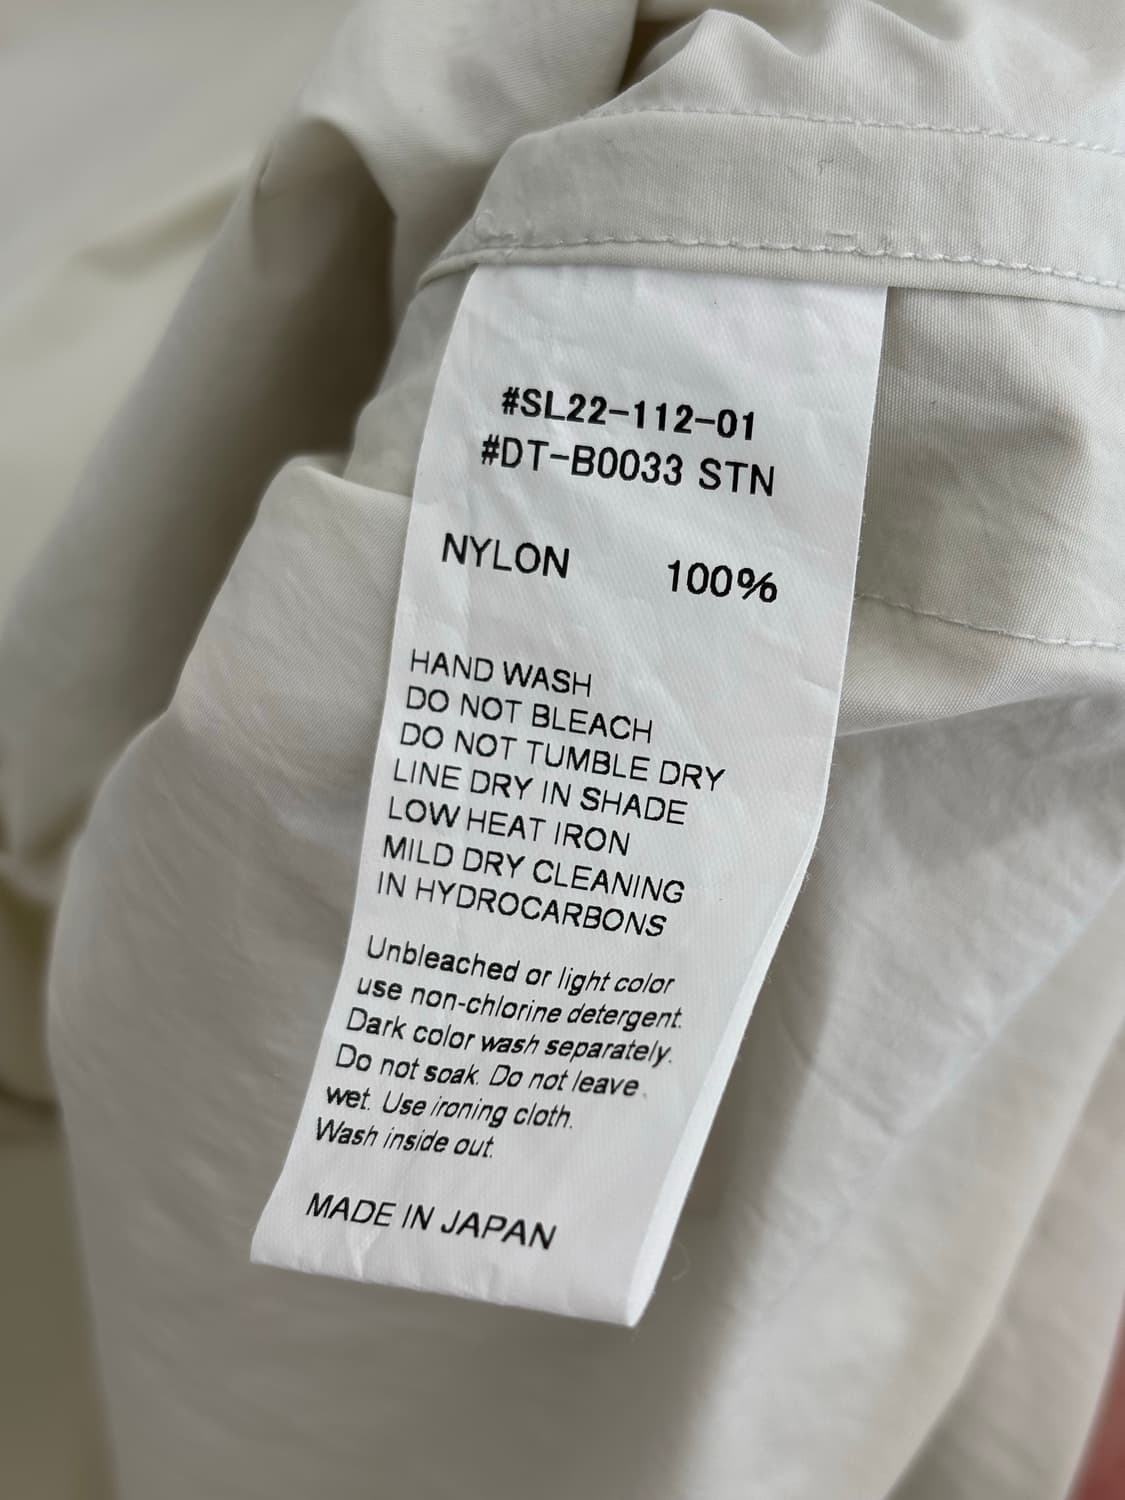 #SL22-112-01
#DT-B0033 STN
NYLON 100%
HAND WASH
DO NOT BLEACH
DO NOT TUMBLE DRY
LINE DRY IN SHADE
LOW HEAT IRON
MILD DRY CLEANING
IN HYDROCARBONS
Unbleached or light color
use non-chlorine detergent.
Dark color wash separately.
Do not soak. Do not leave
wet. Use ironing cloth.
Wash inside out.
MADE IN JAPAN